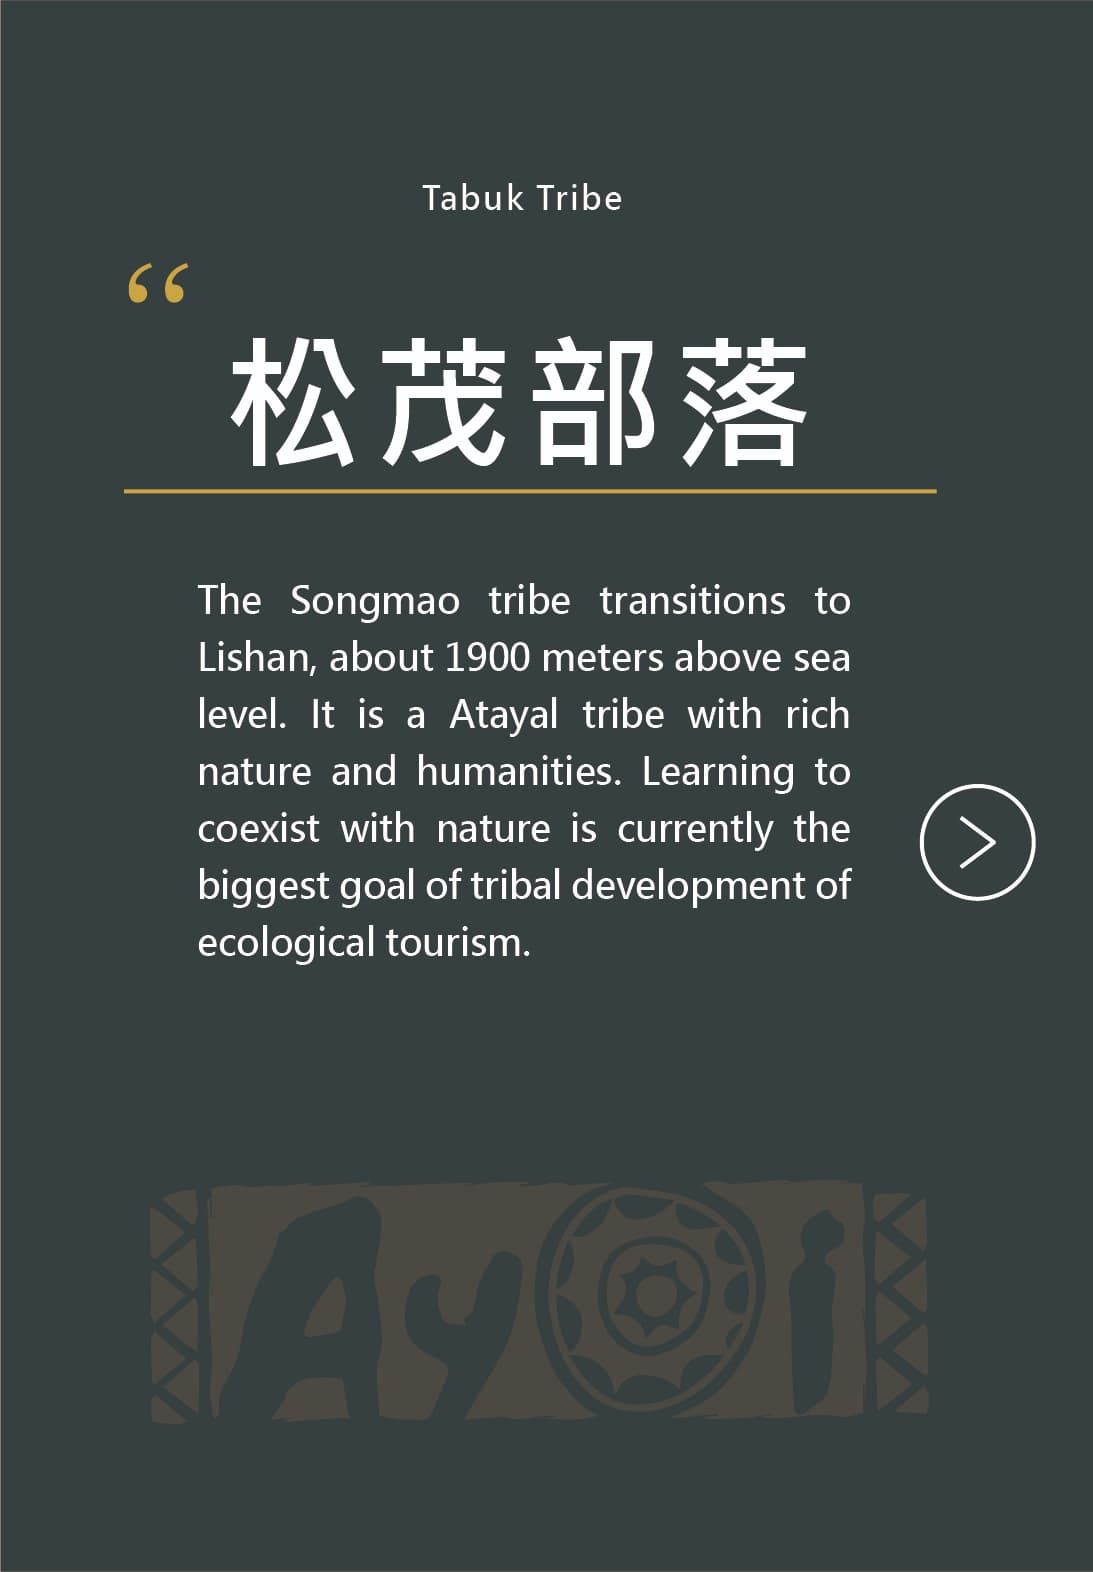 Tabuk Tribe
“
松茂部落
The Songmao tribe transitions to
Lishan, about 1900 meters above sea
level. It is a Atayal tribe with rich
nature and humanities. Learning to
coexist with nature is currently the
biggest goal of tribal development of
ecological tourism.
Ayoi